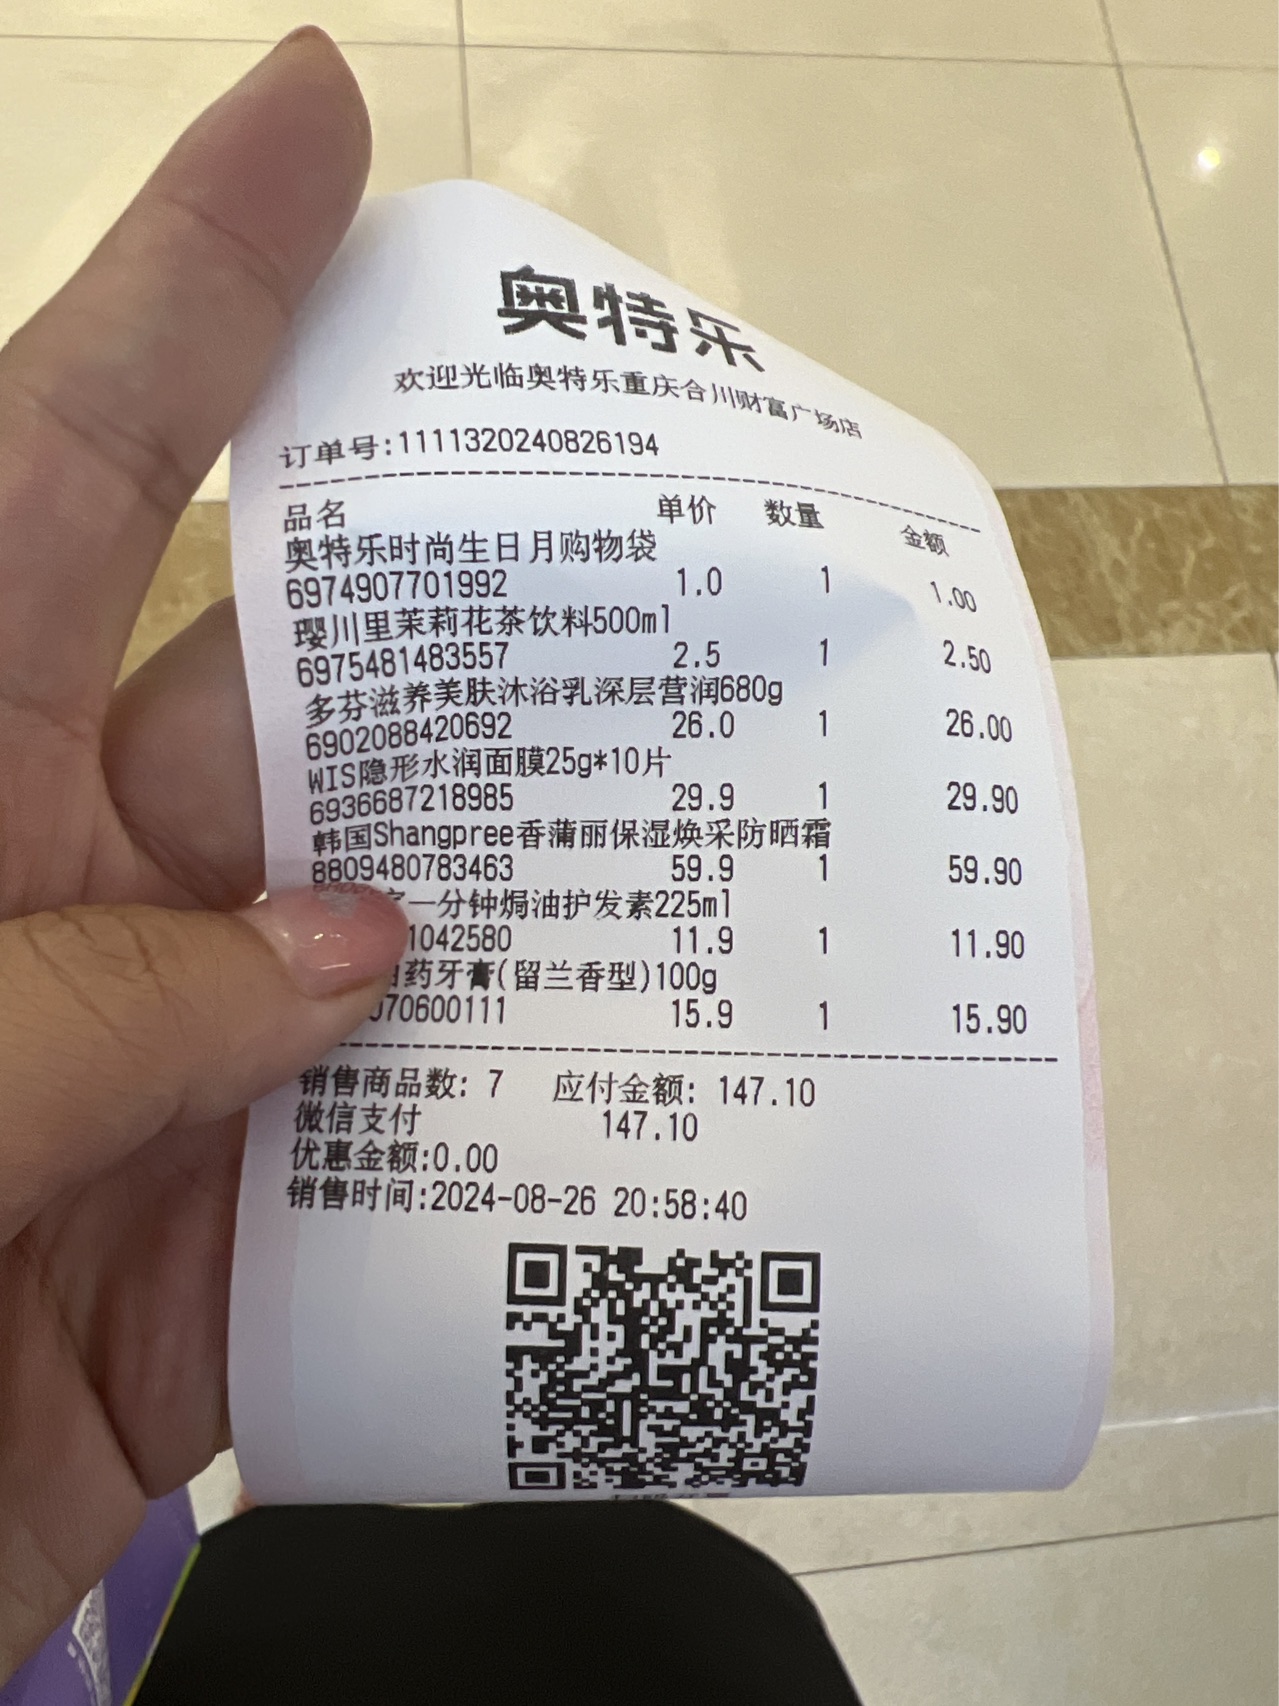 奥特乐
欢迎光临奥特乐重庆合川财富广场店
订单号:1111320240826194
品名 单价 数量 金额
奥特乐时尚生日月购物袋
6974907701992 1.0 1 1.00
璎川里茉莉花茶饮料500ml
6975481483557 2.5 1 2.50
多芬滋养美肤沐浴乳深层营润680g
6902088420692 26.0 1 26.00
WIS隐形水润面膜25g*10片
6936687218985 29.9 1 29.90
韩国Shangpree香蒲丽保湿焕采防晒霜
8809480783463 59.9 1 59.90
一分钟焗油护发素225ml
1042580 11.9 1 11.90
药牙膏(留兰香型)100g
070600111 15.9 1 15.90
销售商品数: 7 应付金额: 147.10
微信支付 147.10
优惠金额:0.00
销售时间:2024-08-26 20:58:40